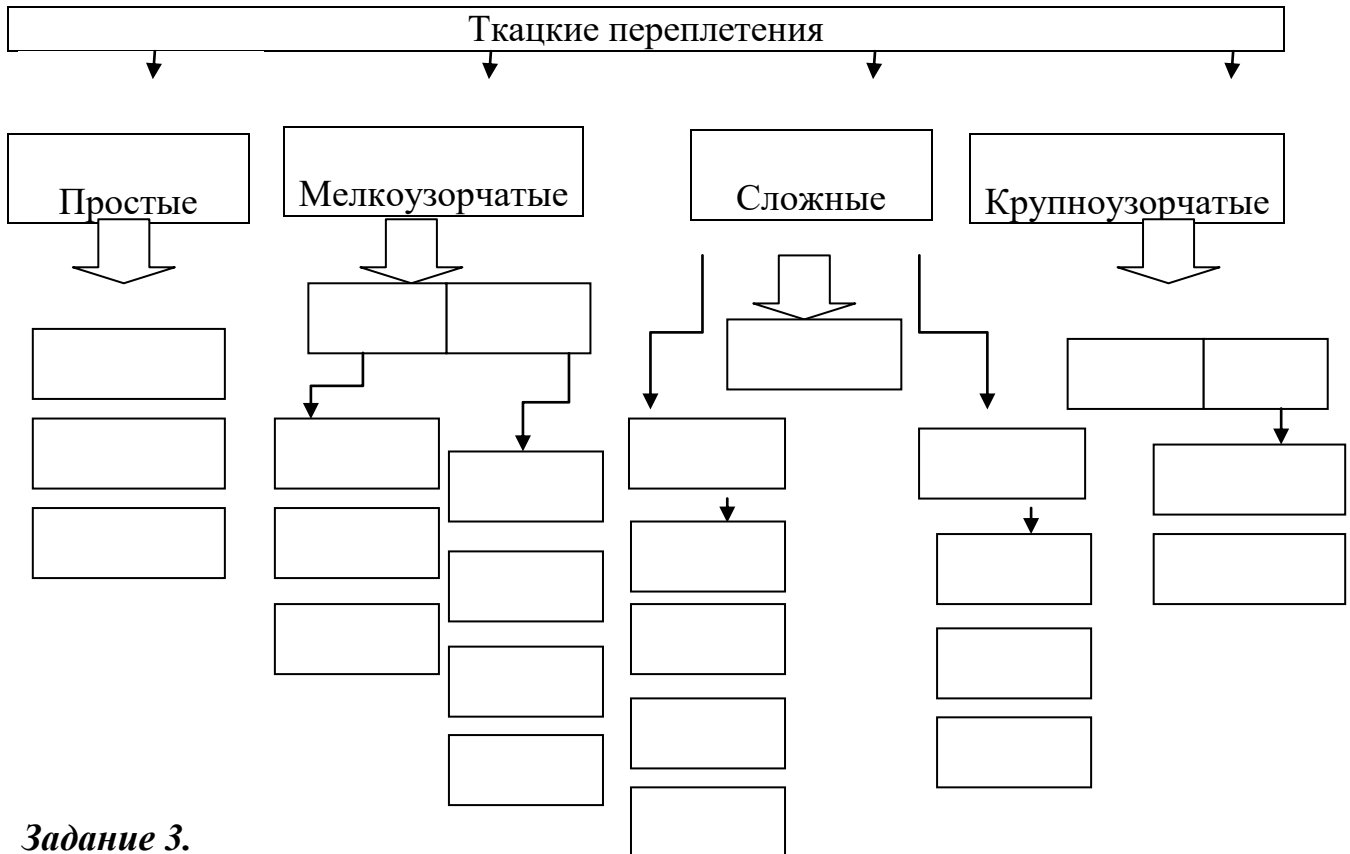 Ткацкие переплетения
Простые
Мелкоузорчатые
Сложные
Крупноузорчатые
Задание 3.